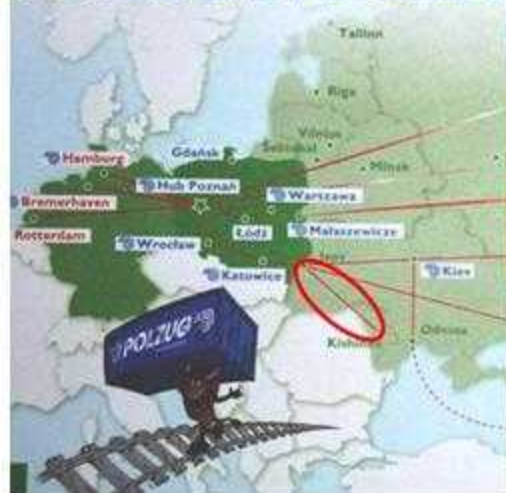 Tallinn
Riga
Vilnius
Minsk
Hamburg
Gdańsk
Hub Poznań
Bremerhaven
Warszawa
Rotterdam
Łódź
Małaszewicze
Wrocław
Katowice
Kiev
Odessa
POLZUG